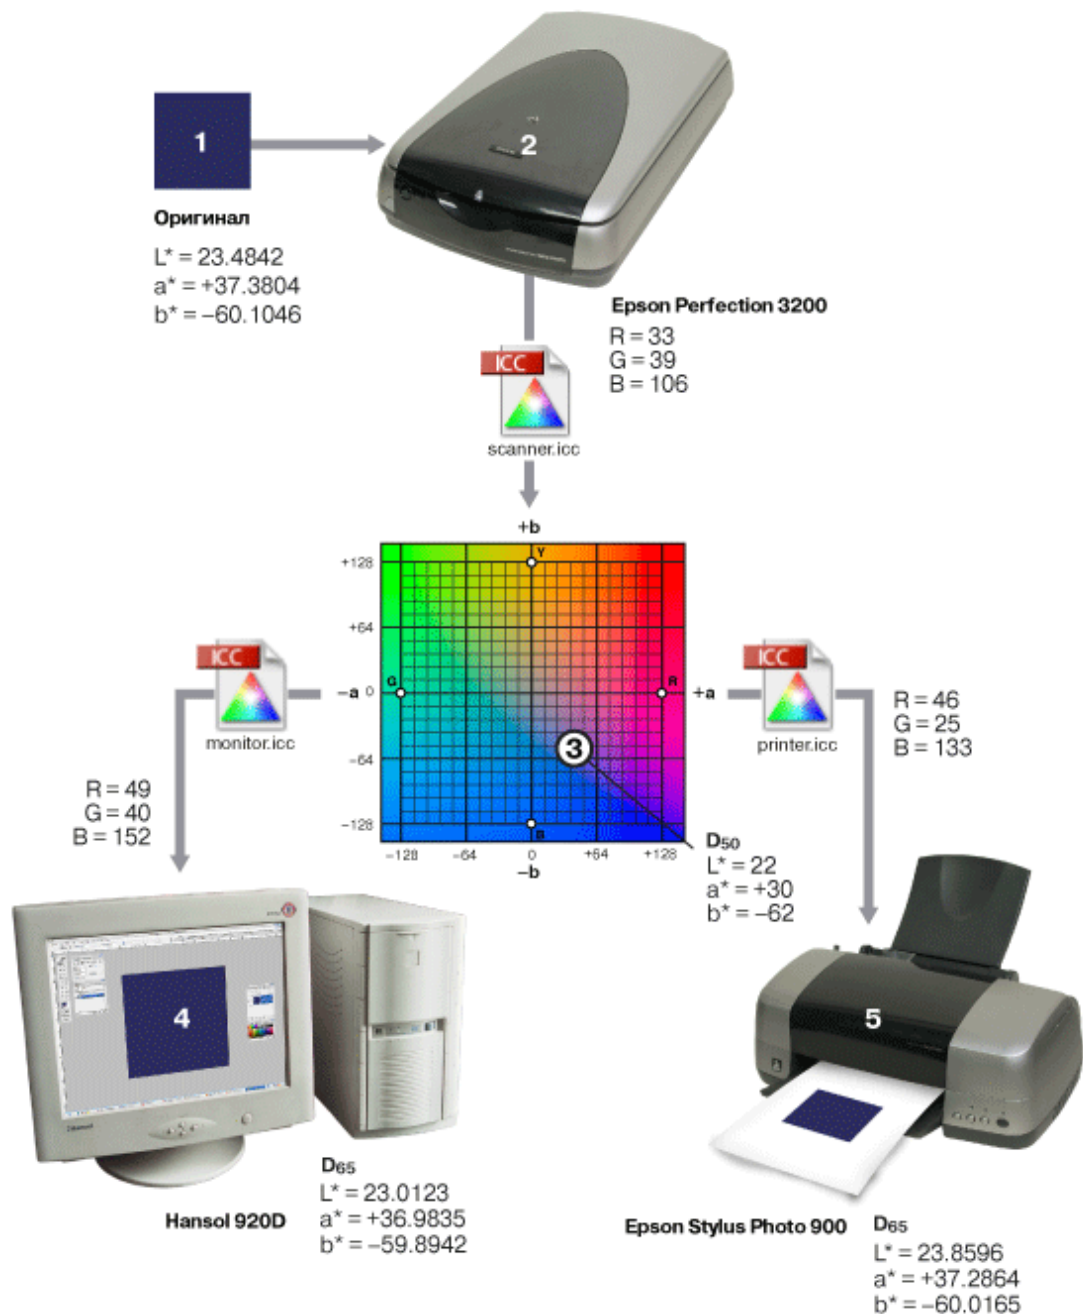 1
2
Оригинал
L* = 23.4842
a* = +37.3804
b* = −60.1046
Epson Perfection 3200
R = 33
G = 39
B = 106
ICC
scanner.icc
+b
Y
+128
+64
−a 0
−64
−128
G
R
B
+a
3
−128 −64 0 +64 +128
−b
ICC
monitor.icc
R = 49
G = 40
B = 152
ICC
printer.icc
R = 46
G = 25
B = 133
D50
L* = 22
a* = +30
b* = −62
4
5
D65
L* = 23.0123
a* = +36.9835
b* = −59.8942
Hansol 920D
Epson Stylus Photo 900
D65
L* = 23.8596
a* = +37.2864
b* = −60.0165